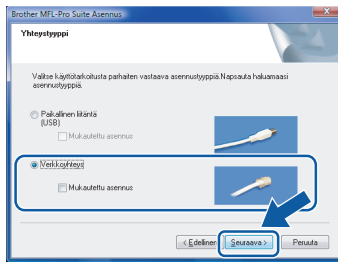 Brother MFL-Pro Suite Asennus
Yhteystyyppi
Valitse käyttötarkoitusta parhaiten vastaava asennustyyppiä.Napsauta haluamaasi
asennustyyppiä.
Paikallinen liitäntä
(USB)
Mukautettu asennus
Verkkoyhteys
Mukautettu asennus
< Edellinen
Seuraava >
Peruuta